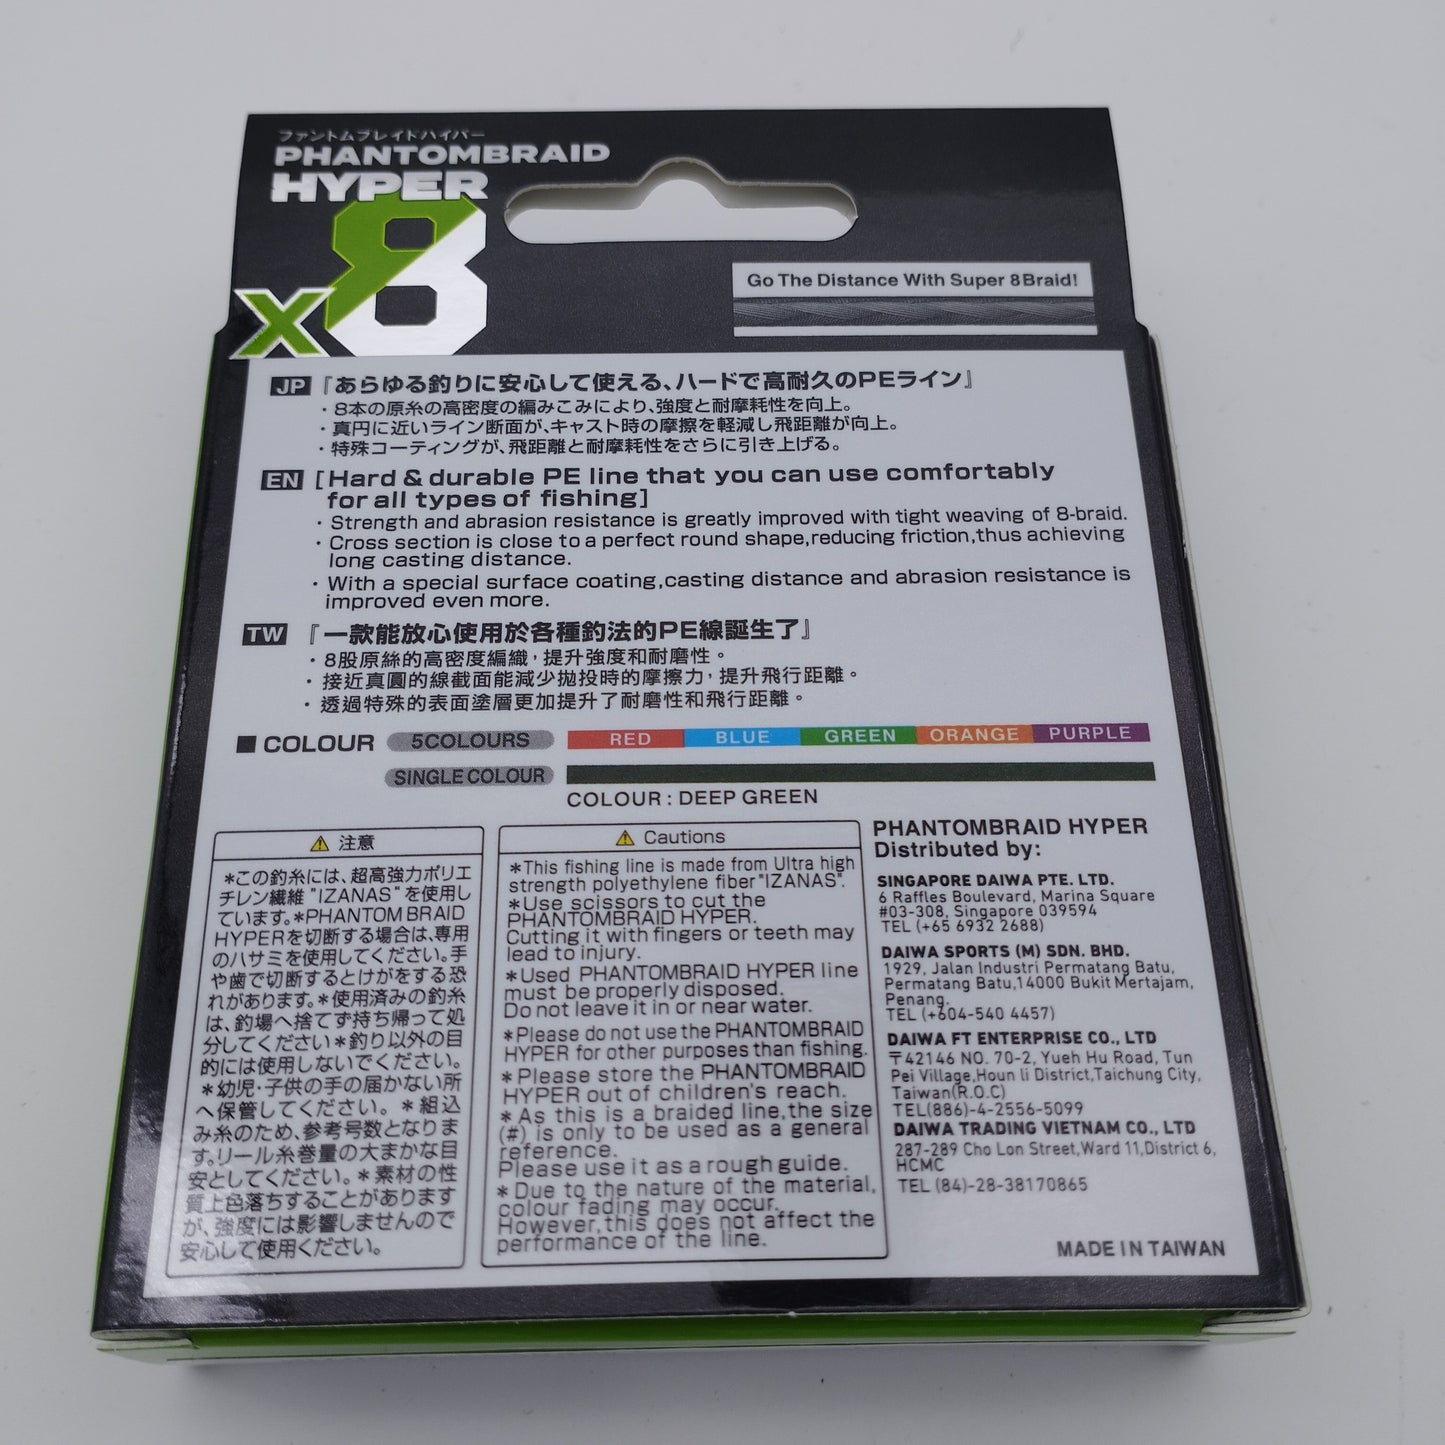 ファントムブレイドハイパー
PHANTOMBRAID
HYPER
x8
Go The Distance With Super 8Braid!
JP 『あらゆる釣りに安心して使える、ハードで高耐久のPEライン』
・8本の原糸の高密度の編みこみにより、強度と耐摩耗性を向上。
・真円に近いライン断面が、キャスト時の摩擦を軽減し飛距離が向上。
・特殊コーティングが、飛距離と耐摩耗性をさらに引き上げる。
EN [Hard & durable PE line that you can use comfortably
for all types of fishing]
・Strength and abrasion resistance is greatly improved with tight weaving of 8-braid.
・Cross section is close to a perfect round shape,reducing friction,thus achieving
long casting distance.
・With a special surface coating,casting distance and abrasion resistance is
improved even more.
TW 『一款能放心使用於各種釣法的PE線誕生了』
・8股原絲的高密度編織，提升強度和耐磨性。
・接近真圓的線截面能減少拋投時的摩擦力，提升飛行距離。
・透過特殊的表面塗層更加提升了耐磨性和飛行距離。
■COLOUR 5COLOURS RED BLUE GREEN ORANGE PURPLE
SINGLE COLOUR
COLOUR : DEEP GREEN
⚠ 注意
*この釣糸には、超高強力ポリエ
チレン繊維"IZANAS"を使用し
ています。*PHANTOM BRAID
HYPERを切断する場合は、専用
のハサミを使用してください。手
や歯で切断するとけがをする恐
れがあります。*使用済みの釣糸
は、釣場へ捨てず持ち帰って処
分してください*釣り以外の目
的には使用しないでください。
*幼児・子供の手の届かない所
へ保管してください。*組込
み糸のため、参考号数となりま
す。リール糸巻量の大まかな目
安としてください。*素材の性
質上色落ちすることがあります
が、強度には影響しませんので
安心して使用ください。
⚠ Cautions
*This fishing line is made from Ultra high
strength polyethylene fiber"IZANAS".
*Use scissors to cut the
PHANTOMBRAID HYPER.
Cutting it with fingers or teeth may
lead to injury.
*Used PHANTOMBRAID HYPER line
must be properly disposed.
Do not leave it in or near water.
*Please do not use the PHANTOMBRAID
HYPER for other purposes than fishing.
*Please store the PHANTOMBRAID
HYPER out of children's reach.
*As this is a braided line,the size
(#) is only to be used as a general
reference.
Please use it as a rough guide.
*Due to the nature of the material,
colour fading may occur.
However,this does not affect the
performance of the line.
PHANTOMBRAID HYPER
Distributed by:
SINGAPORE DAIWA PTE. LTD.
6 Raffles Boulevard, Marina Square
#03-308, Singapore 039594
TEL (+65 6932 2688)
DAIWA SPORTS (M) SDN. BHD.
1929, Jalan Industri Permatang Batu,
Permatang Batu,14000 Bukit Mertajam,
Penang.
TEL (+604-540 4457)
DAIWA FT ENTERPRISE CO., LTD
〒42146 NO. 70-2, Yueh Hu Road, Tun
Pei Village,Houn li District,Taichung City,
Taiwan(R.O.C)
TEL(886)-4-2556-5099
DAIWA TRADING VIETNAM CO., LTD
287-289 Cho Lon Street,Ward 11,District 6,
HCMC
TEL (84)-28-38170865
MADE IN TAIWAN